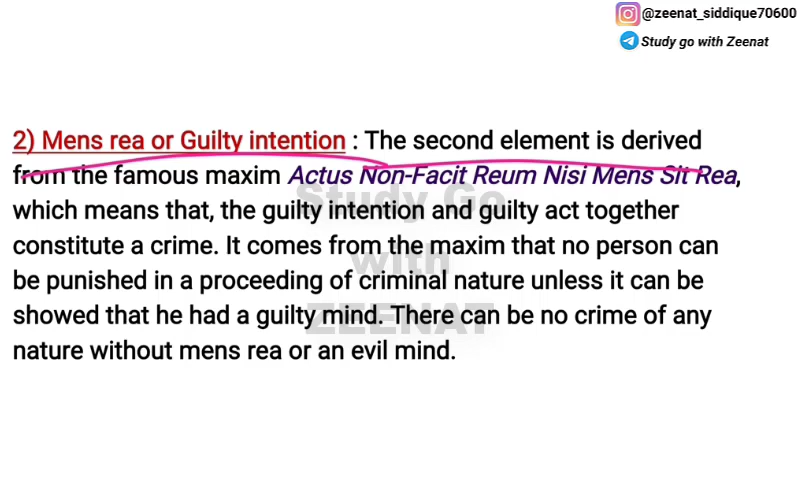 @zeenat_siddique70600
Study go with Zeenat
2) Mens rea or Guilty intention : The second element is derived
from the famous maxim Actus Non-Facit Reum Nisi Mens Sit Rea,
which means that, the guilty intention and guilty act together
constitute a crime. It comes from the maxim that no person can
be punished in a proceeding of criminal nature unless it can be
showed that he had a guilty mind. There can be no crime of any
nature without mens rea or an evil mind.
Study Go
with
ZEENAT